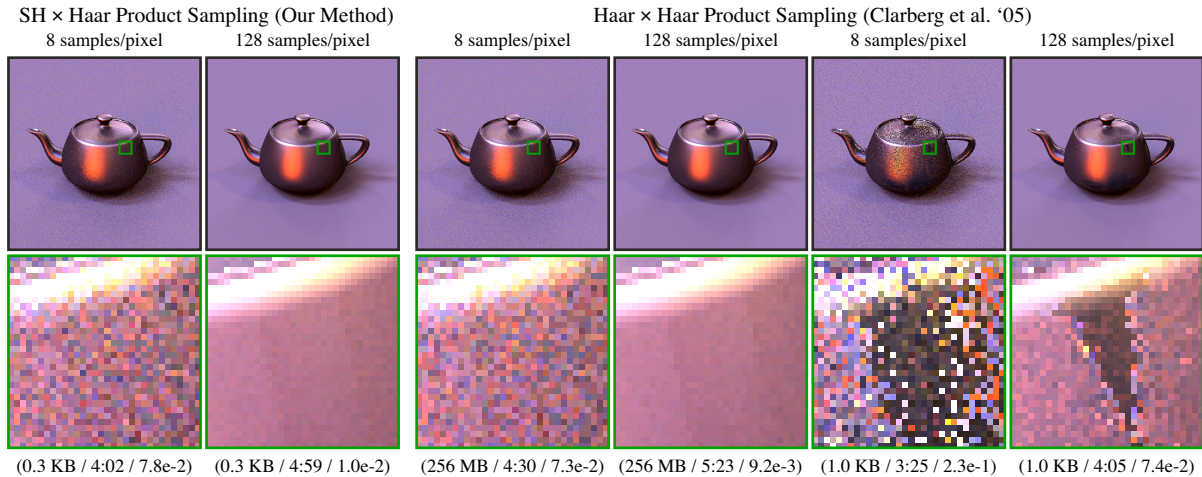 SH × Haar Product Sampling (Our Method)
Haar × Haar Product Sampling (Clarberg et al. ‘05)
8 samples/pixel
128 samples/pixel
8 samples/pixel
128 samples/pixel
8 samples/pixel
128 samples/pixel
(0.3 KB / 4:02 / 7.8e-2)
(0.3 KB / 4:59 / 1.0e-2)
(256 MB / 4:30 / 7.3e-2)
(256 MB / 5:23 / 9.2e-3)
(1.0 KB / 3:25 / 2.3e-1)
(1.0 KB / 4:05 / 7.4e-2)